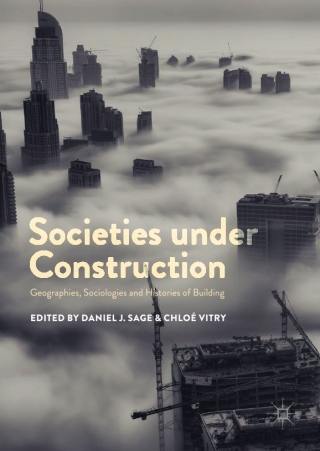 Societies under
Construction
Geographies, Sociologies and Histories of Building
EDITED BY DANIEL J. SAGE & CHLOÉ VITRY